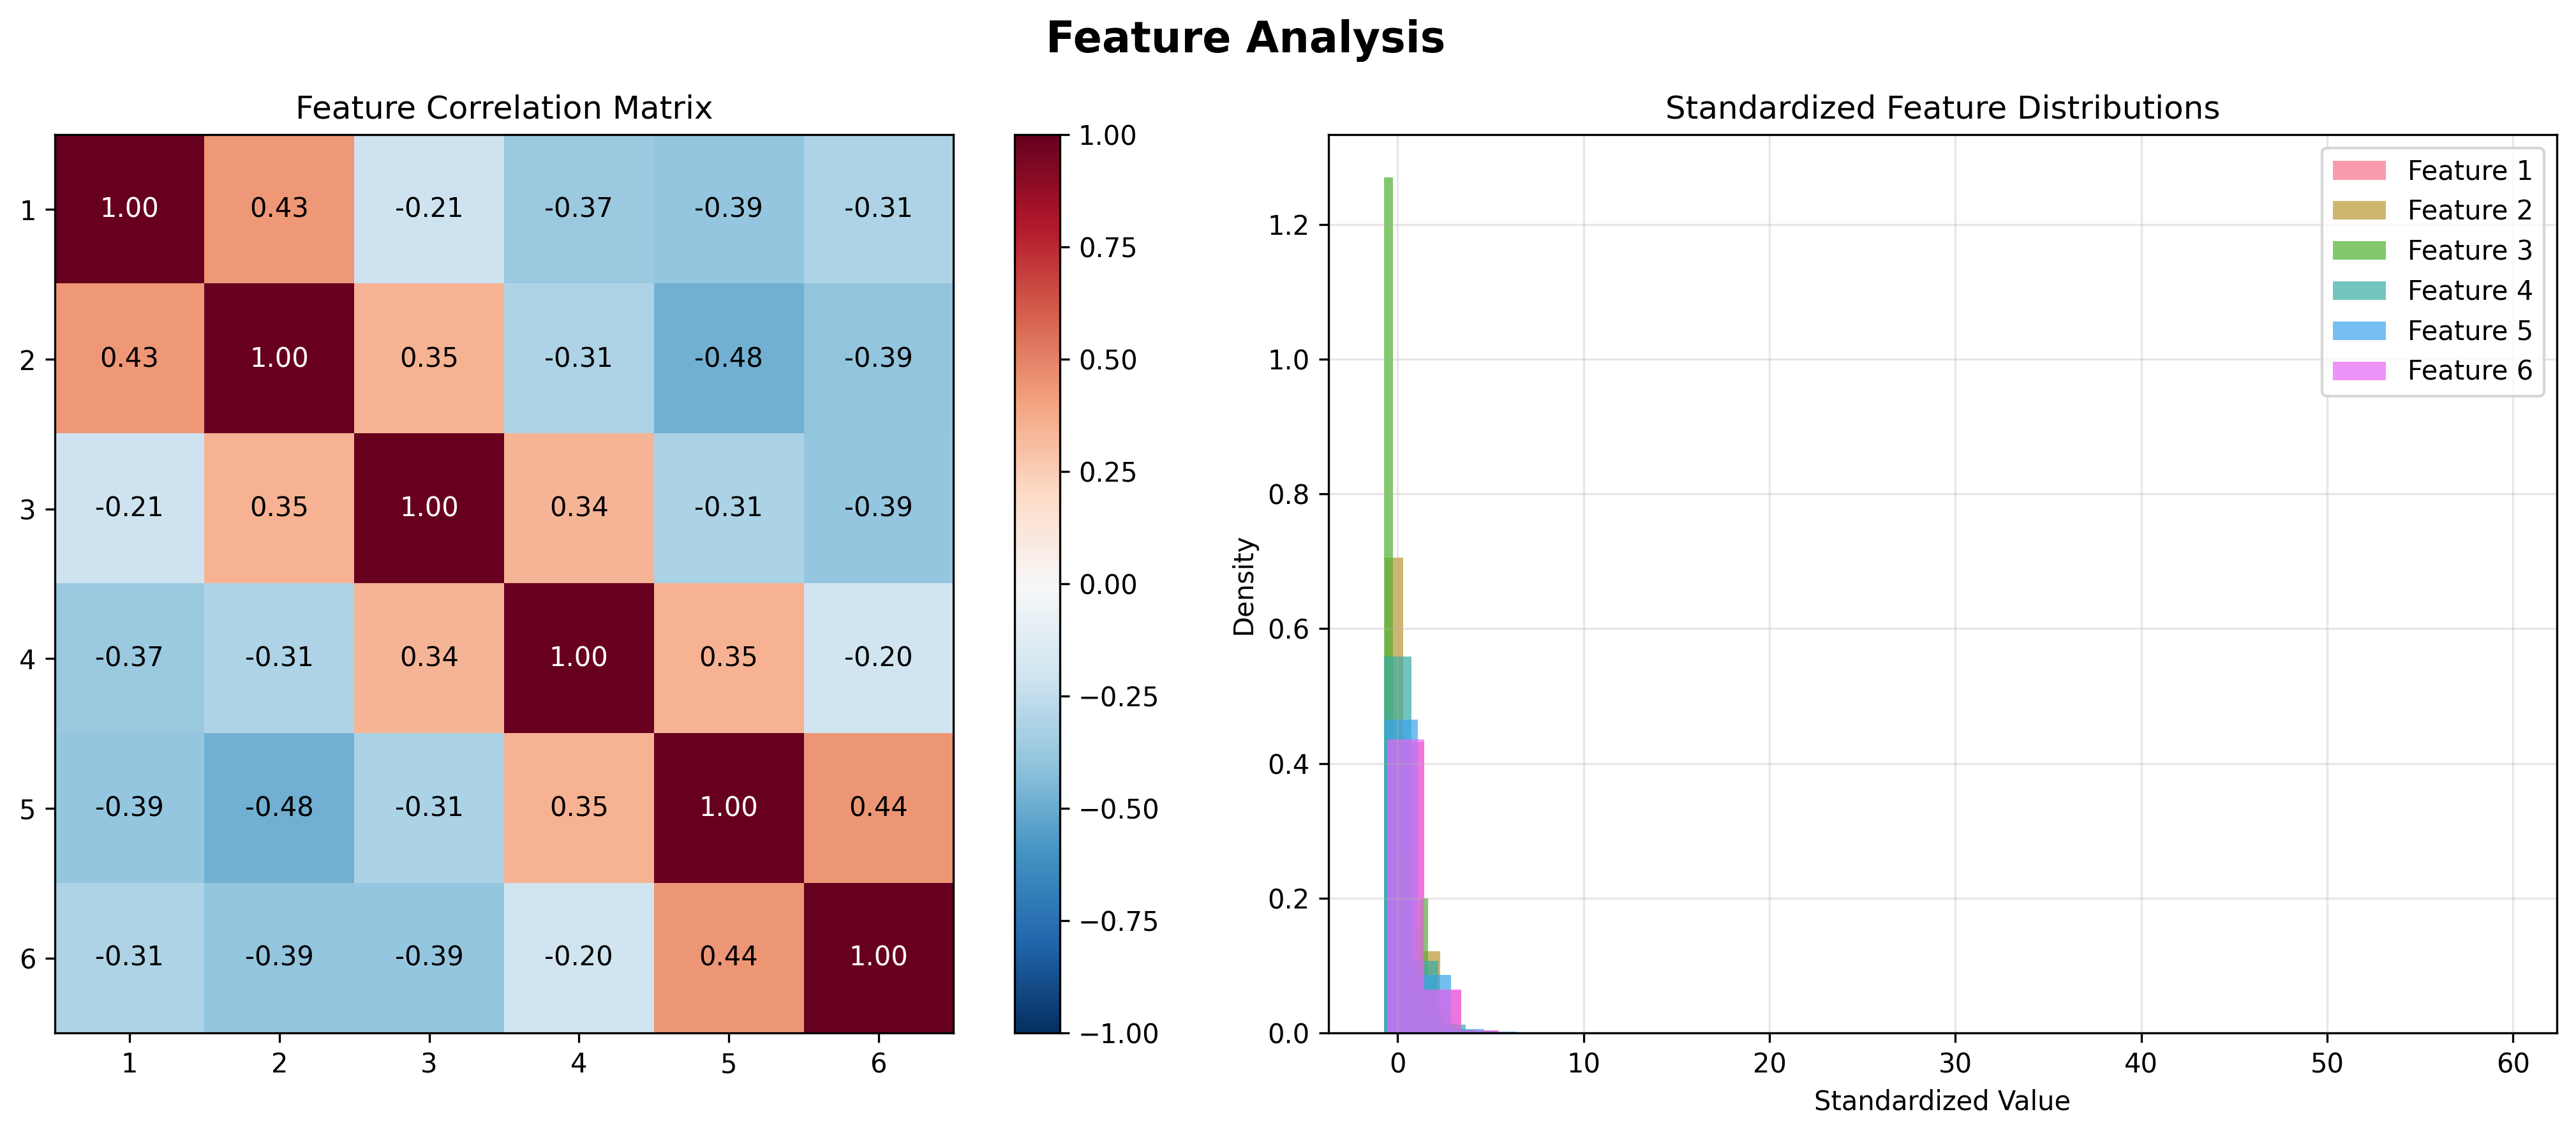 Feature Analysis
Feature Correlation Matrix
1 1.00 0.43 -0.21 -0.37 -0.39 -0.31
2 0.43 1.00 0.35 -0.31 -0.48 -0.39
3 -0.21 0.35 1.00 0.34 -0.31 -0.39
4 -0.37 -0.31 0.34 1.00 0.35 -0.20
5 -0.39 -0.48 -0.31 0.35 1.00 0.44
6 -0.31 -0.39 -0.39 -0.20 0.44 1.00
1 2 3 4 5 6
1.00
0.75
0.50
0.25
0.00
−0.25
−0.50
−0.75
−1.00
Standardized Feature Distributions
Density
1.2
1.0
0.8
0.6
0.4
0.2
0.0
0 10 20 30 40 50 60
Standardized Value
Feature 1
Feature 2
Feature 3
Feature 4
Feature 5
Feature 6